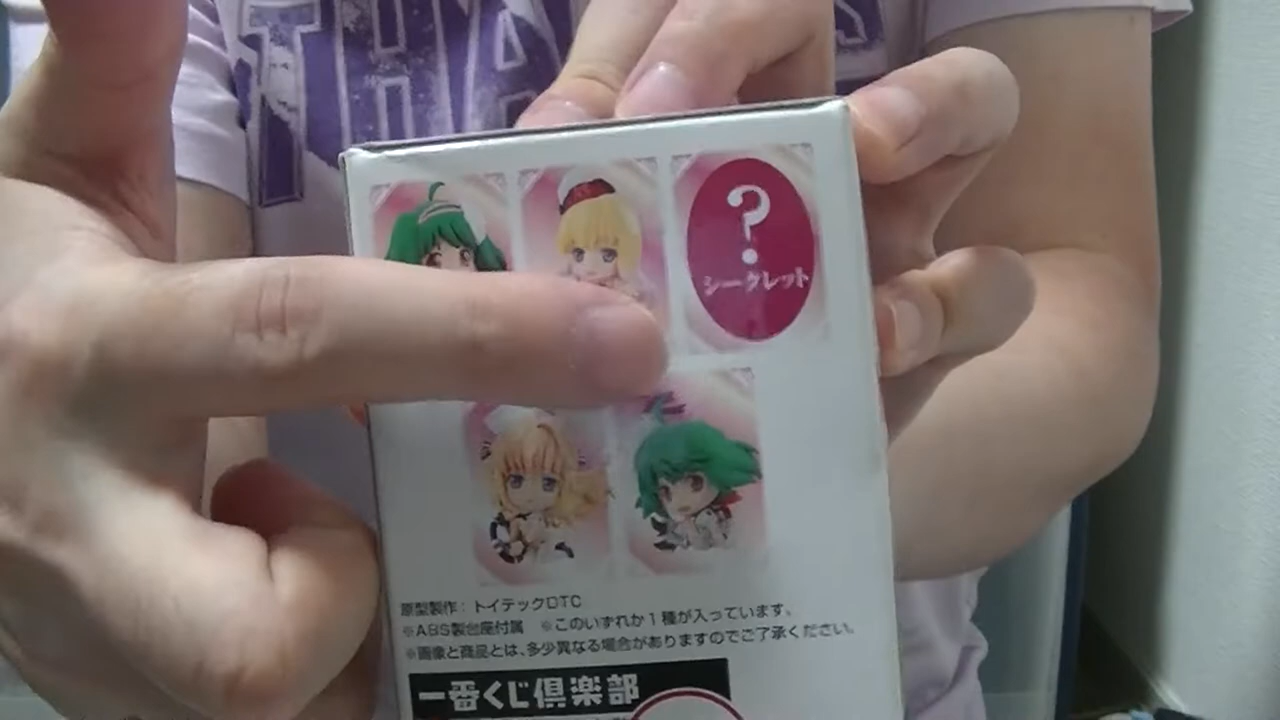 ?
シークレット
原型製作：トイテックDTC
※ABS製台座付属　※このいずれか1種が入っています。
※画像と商品とは、多少異なる場合がありますのでご了承ください。
一番くじ倶楽部